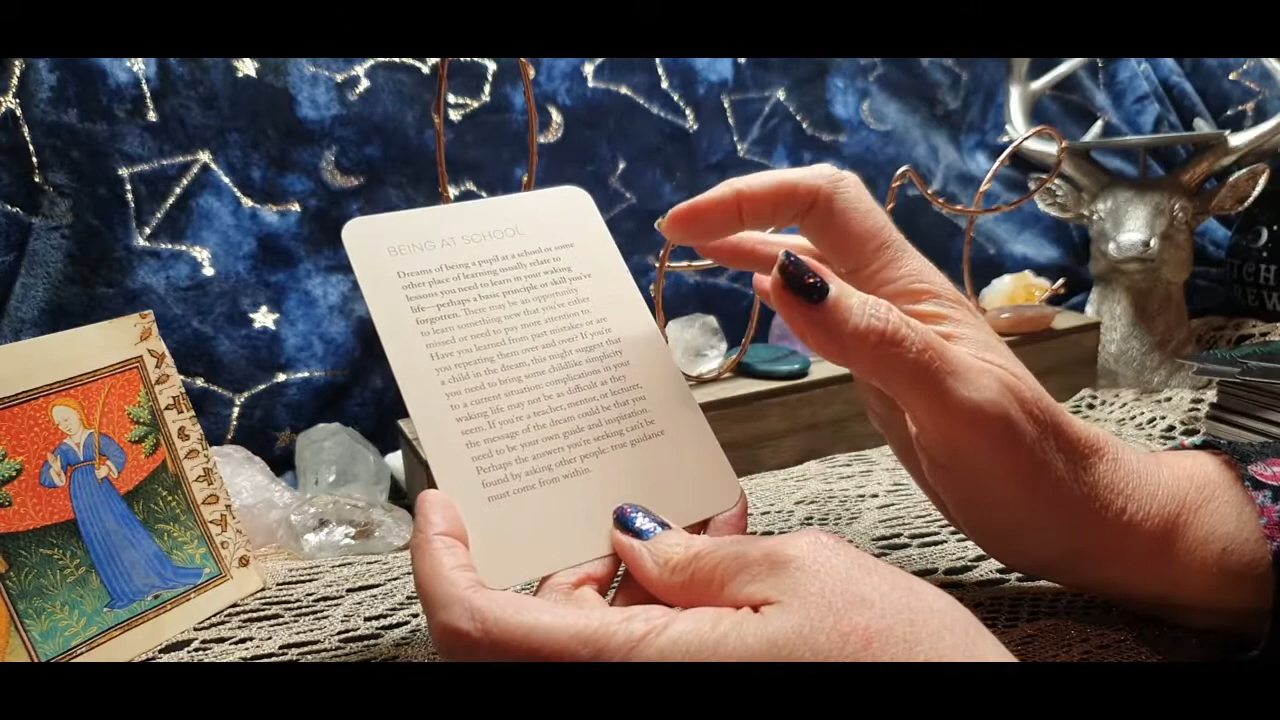 BEING AT SCHOOL
Dreams of being a pupil at a school or some
other place of learning usually relate to
lessons you need to learn in your waking
life—perhaps a basic principle or skill you've
forgotten. There may be an opportunity
to learn something new that you've either
missed or need to pay more attention to.
Have you learned from past mistakes or are
you repeating them over and over? If you're
a child in the dream, this might suggest that
you need to bring some childlike simplicity
to a current situation: complications in your
waking life may not be as difficult as they
seem. If you're a teacher, mentor, or lecturer,
the message of the dream could be that you
need to be your own guide and inspiration.
Perhaps the answers you're seeking can't be
found by asking other people: true guidance
must come from within.